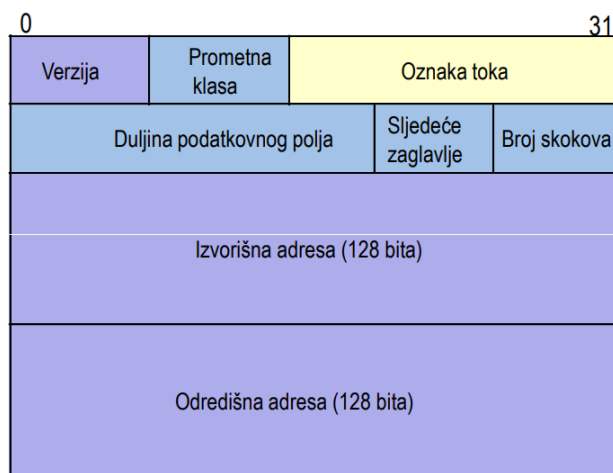 0 31
Verzija
Prometna
klasa
Oznaka toka
Duljina podatkovnog polja
Sljedeće
zaglavlje
Broj skokova
Izvorišna adresa (128 bita)
Odredišna adresa (128 bita)